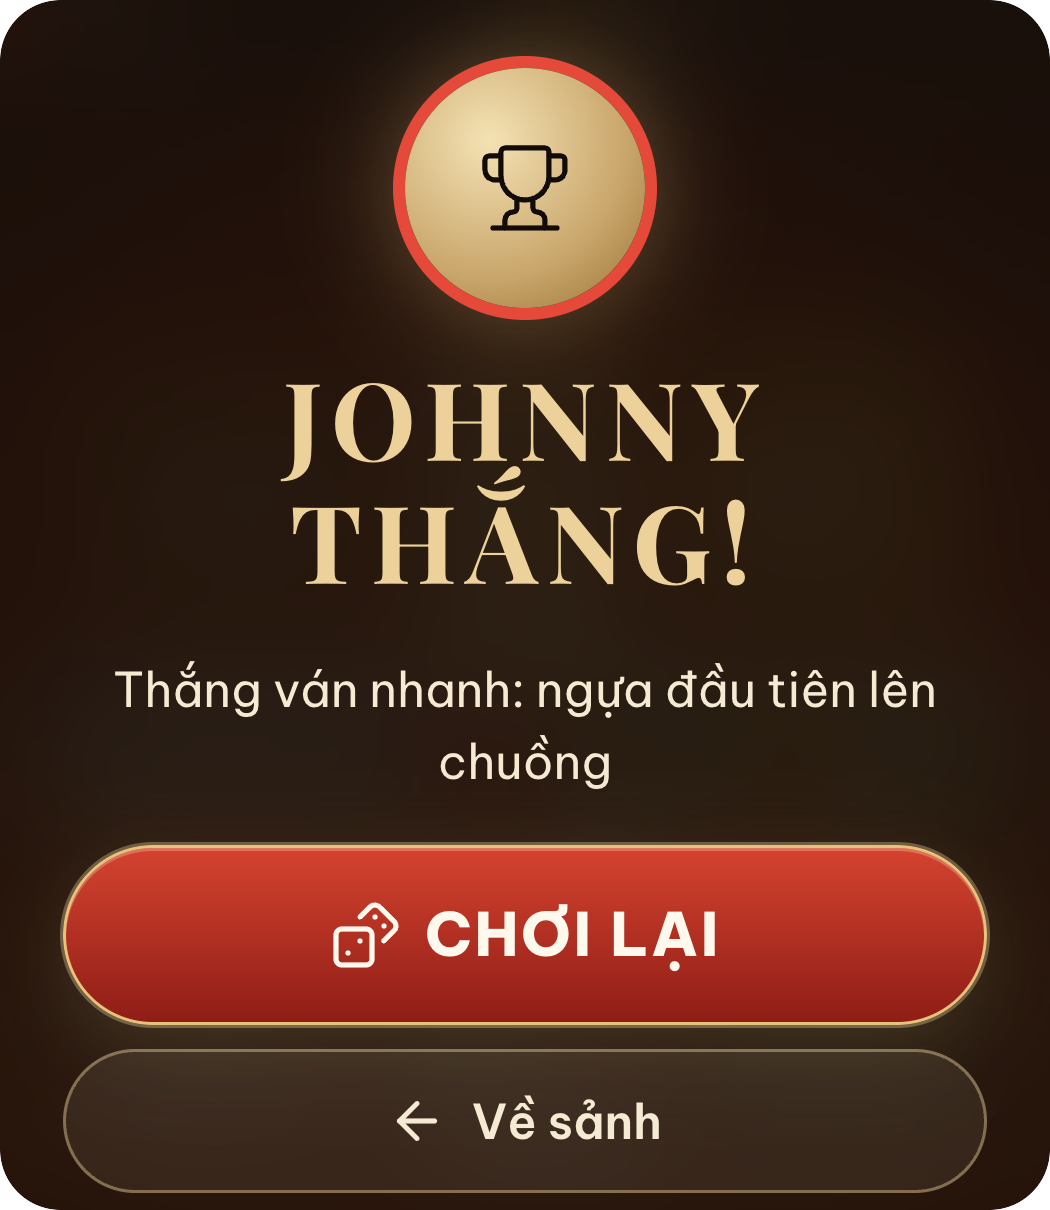 JOHNNY
THẮNG!
Thắng ván nhanh: ngựa đầu tiên lên
chuồng
CHƠI LẠI
Về sảnh